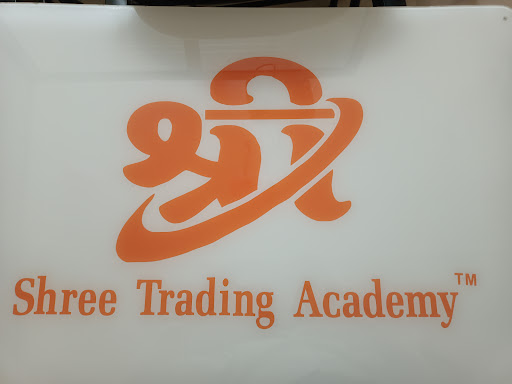 श्री
Shree Trading Academy™